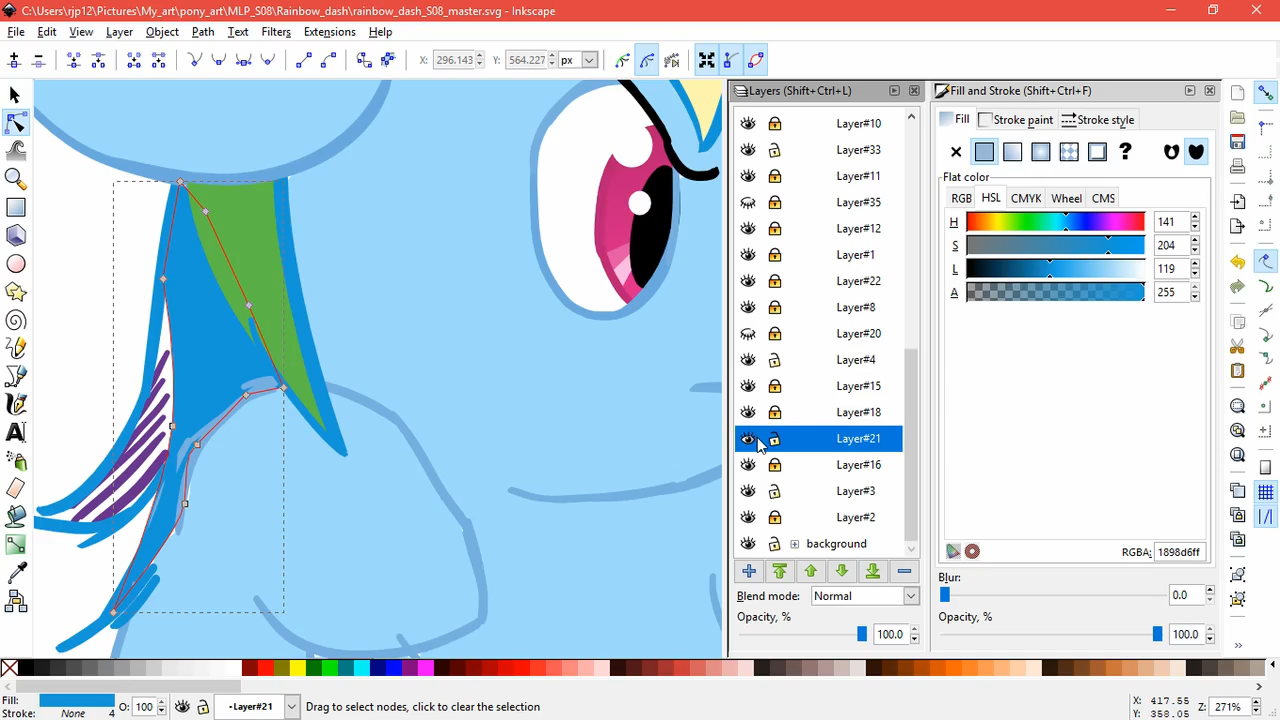 C:\Users\rjp12\Pictures\My_art\pony_art\MLP_S08\Rainbow_dash\rainbow_dash_S08_master.svg - Inkscape
File Edit View Layer Object Path Text Filters Extensions Help
X: 296.143 Y: 564.227 px
Layers (Shift+Ctrl+L)
Layer#10
Layer#33
Layer#11
Layer#35
Layer#12
Layer#1
Layer#22
Layer#8
Layer#20
Layer#4
Layer#15
Layer#18
Layer#21
Layer#16
Layer#3
Layer#2
background
Blend mode: Normal
Opacity, %
100.0
Fill and Stroke (Shift+Ctrl+F)
Fill Stroke paint Stroke style
?
Flat color
RGB HSL CMYK Wheel CMS
H 141
S 204
L 119
A 255
RGBA: 1898d6ff
Blur:
0.0
Opacity, %
100.0
Fill:
Stroke: None 4
O: 100
•Layer#21
Drag to select nodes, click to clear the selection
X: 417.55
Y: 358.05
Z: 271%